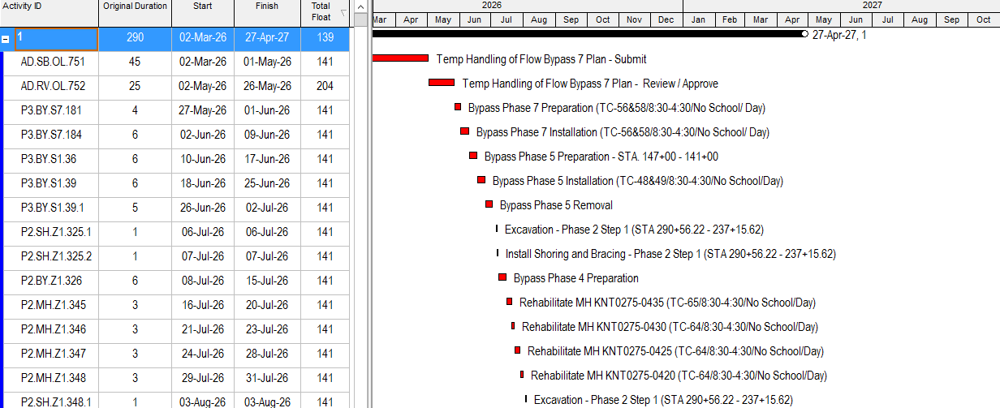 Activity ID Original Duration Start Finish Total Float 2026 2027
Mar Apr May Jun Jul Aug Sep Oct Nov Dec Jan Feb Mar Apr May Jun Jul Aug Sep Oct
1 290 02-Mar-26 27-Apr-27 139 27-Apr-27, 1
AD.SB.OL.751 45 02-Mar-26 01-May-26 141 Temp Handling of Flow Bypass 7 Plan - Submit
AD.RV.OL.752 25 02-May-26 26-May-26 204 Temp Handling of Flow Bypass 7 Plan - Review / Approve
P3.BY.S7.181 4 27-May-26 01-Jun-26 141 Bypass Phase 7 Preparation (TC-56&58/8:30-4:30/No School/ Day)
P3.BY.S7.184 6 02-Jun-26 09-Jun-26 141 Bypass Phase 7 Installation (TC-56&58/8:30-4:30/No School/ Day)
P3.BY.S1.36 6 10-Jun-26 17-Jun-26 141 Bypass Phase 5 Preparation - STA. 147+00 - 141+00
P3.BY.S1.39 6 18-Jun-26 25-Jun-26 141 Bypass Phase 5 Installation (TC-48&49/8:30-4:30/No School/Day)
P3.BY.S1.39.1 5 26-Jun-26 02-Jul-26 141 Bypass Phase 5 Removal
P2.SH.Z1.325.1 1 06-Jul-26 06-Jul-26 141 Excavation - Phase 2 Step 1 (STA 290+56.22 - 237+15.62)
P2.SH.Z1.325.2 1 07-Jul-26 07-Jul-26 141 Install Shoring and Bracing - Phase 2 Step 1 (STA 290+56.22 - 237+15.62)
P2.BY.Z1.326 6 08-Jul-26 15-Jul-26 141 Bypass Phase 4 Preparation
P2.MH.Z1.345 3 16-Jul-26 20-Jul-26 141 Rehabilitate MH KNT0275-0435 (TC-65/8:30-4:30/No School/Day)
P2.MH.Z1.346 3 21-Jul-26 23-Jul-26 141 Rehabilitate MH KNT0275-0430 (TC-64/8:30-4:30/No School/Day)
P2.MH.Z1.347 3 24-Jul-26 28-Jul-26 141 Rehabilitate MH KNT0275-0425 (TC-64/8:30-4:30/No School/Day)
P2.MH.Z1.348 3 29-Jul-26 31-Jul-26 141 Rehabilitate MH KNT0275-0420 (TC-64/8:30-4:30/No School/Day)
P2.SH.Z1.348.1 1 03-Aug-26 03-Aug-26 141 Excavation - Phase 2 Step 1 (STA 290+56.22 - 237+15.62)